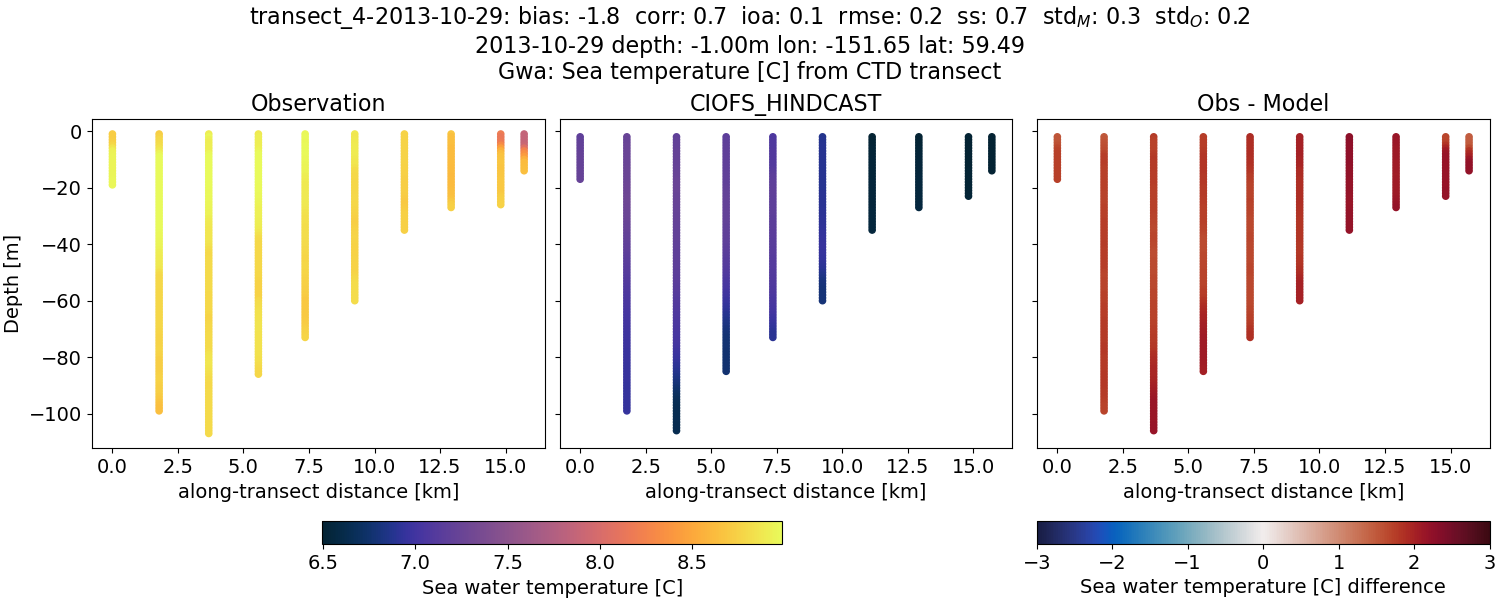 transect_4-2013-10-29: bias: -1.8  corr: 0.7  ioa: 0.1  rmse: 0.2  ss: 0.7  std_M: 0.3  std_O: 0.2
2013-10-29 depth: -1.00m lon: -151.65 lat: 59.49
Gwa: Sea temperature [C] from CTD transect
Observation
CIOFS_HINDCAST
Obs - Model
0
−20
−40
−60
−80
−100
Depth [m]
0.0 2.5 5.0 7.5 10.0 12.5 15.0
0.0 2.5 5.0 7.5 10.0 12.5 15.0
0.0 2.5 5.0 7.5 10.0 12.5 15.0
along-transect distance [km]
along-transect distance [km]
along-transect distance [km]
6.5 7.0 7.5 8.0 8.5
Sea water temperature [C]
−3 −2 −1 0 1 2 3
Sea water temperature [C] difference